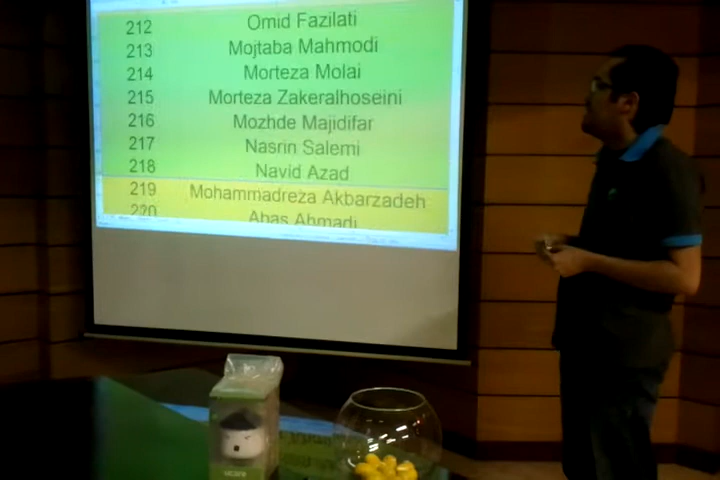 212 Omid Fazilati
213 Mojtaba Mahmodi
214 Morteza Molai
215 Morteza Zakeralhoseini
216 Mozhde Majidifar
217 Nasrin Salemi
218 Navid Azad
219 Mohammadreza Akbarzadeh
220 Abas Ahmadi